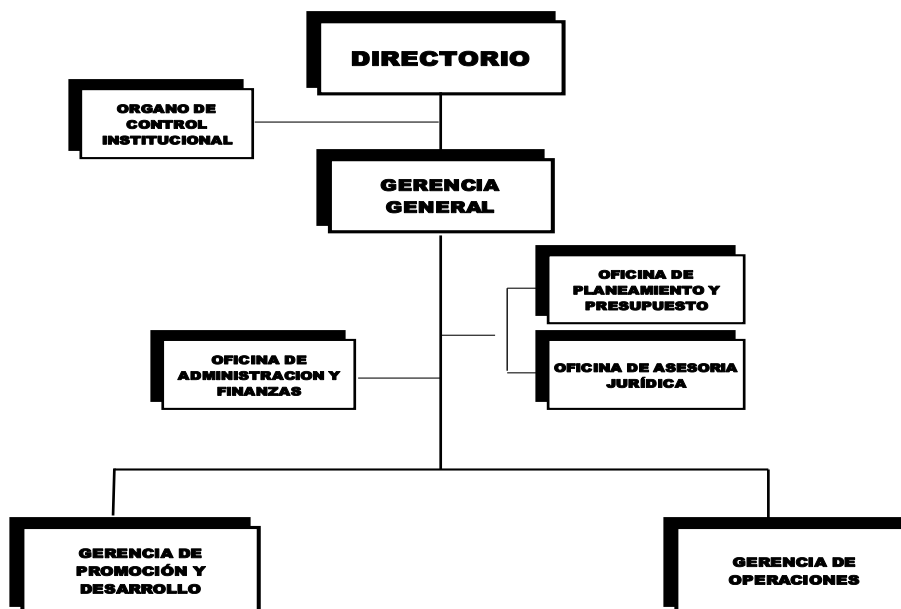 DIRECTORIO
ORGANO DE
CONTROL
INSTITUCIONAL
GERENCIA
GENERAL
OFICINA DE
PLANEAMIENTO Y
PRESUPUESTO
OFICINA DE
ADMINISTRACION Y
FINANZAS
OFICINA DE ASESORIA
JURÍDICA
GERENCIA DE
PROMOCIÓN Y
DESARROLLO
GERENCIA DE
OPERACIONES